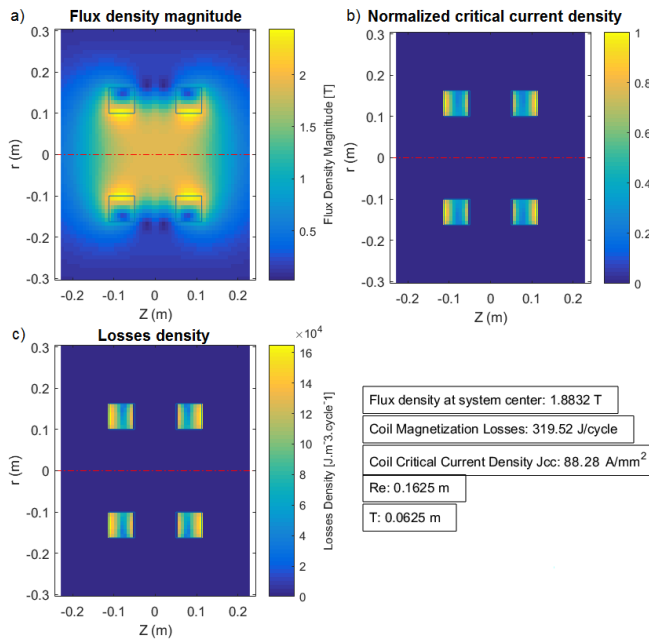 a) Flux density magnitude
0.3
0.2
0.1
0
-0.1
-0.2
-0.3
r (m)
-0.2 -0.1 0 0.1 0.2
Z (m)
2
1.5
1
0.5
Flux Density Magnitude [T]
b) Normalized critical current density
0.3
0.2
0.1
0
-0.1
-0.2
-0.3
r (m)
-0.2 -0.1 0 0.1 0.2
Z (m)
1
0.8
0.6
0.4
0.2
0
c) Losses density
0.3
0.2
0.1
0
-0.1
-0.2
-0.3
r (m)
-0.2 -0.1 0 0.1 0.2
Z (m)
×10⁴
16
14
12
10
8
6
4
2
0
Losses Density [J.m^-3.cycle^-1]
Flux density at system center: 1.8832 T
Coil Magnetization Losses: 319.52 J/cycle
Coil Critical Current Density Jcc: 88.28 A/mm²
Re: 0.1625 m
T: 0.0625 m